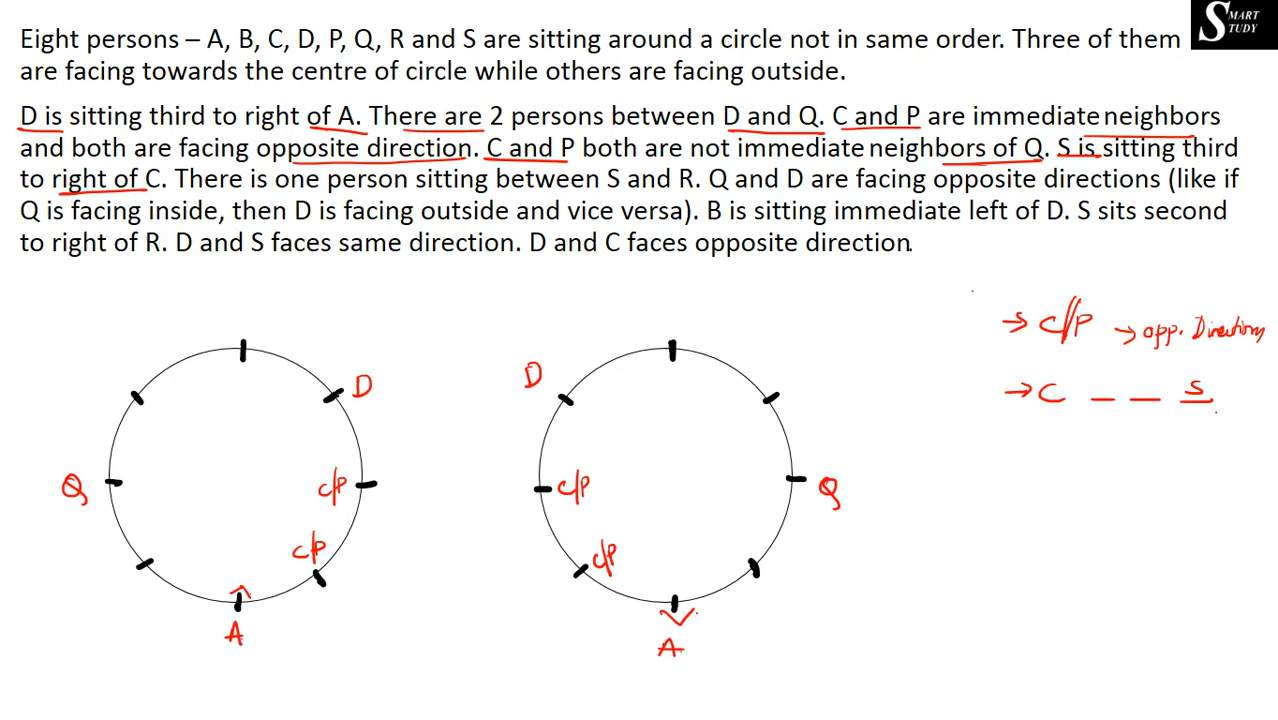 SMART STUDY
Eight persons – A, B, C, D, P, Q, R and S are sitting around a circle not in same order. Three of them
are facing towards the centre of circle while others are facing outside.
D is sitting third to right of A. There are 2 persons between D and Q. C and P are immediate neighbors
and both are facing opposite direction. C and P both are not immediate neighbors of Q. S is sitting third
to right of C. There is one person sitting between S and R. Q and D are facing opposite directions (like if
Q is facing inside, then D is facing outside and vice versa). B is sitting immediate left of D. S sits second
to right of R. D and S faces same direction. D and C faces opposite direction.
→ C/P → opp. Directions
→ C _ _ S
D
C/P
C/P
A
Q
D
C/P
C/P
A
Q